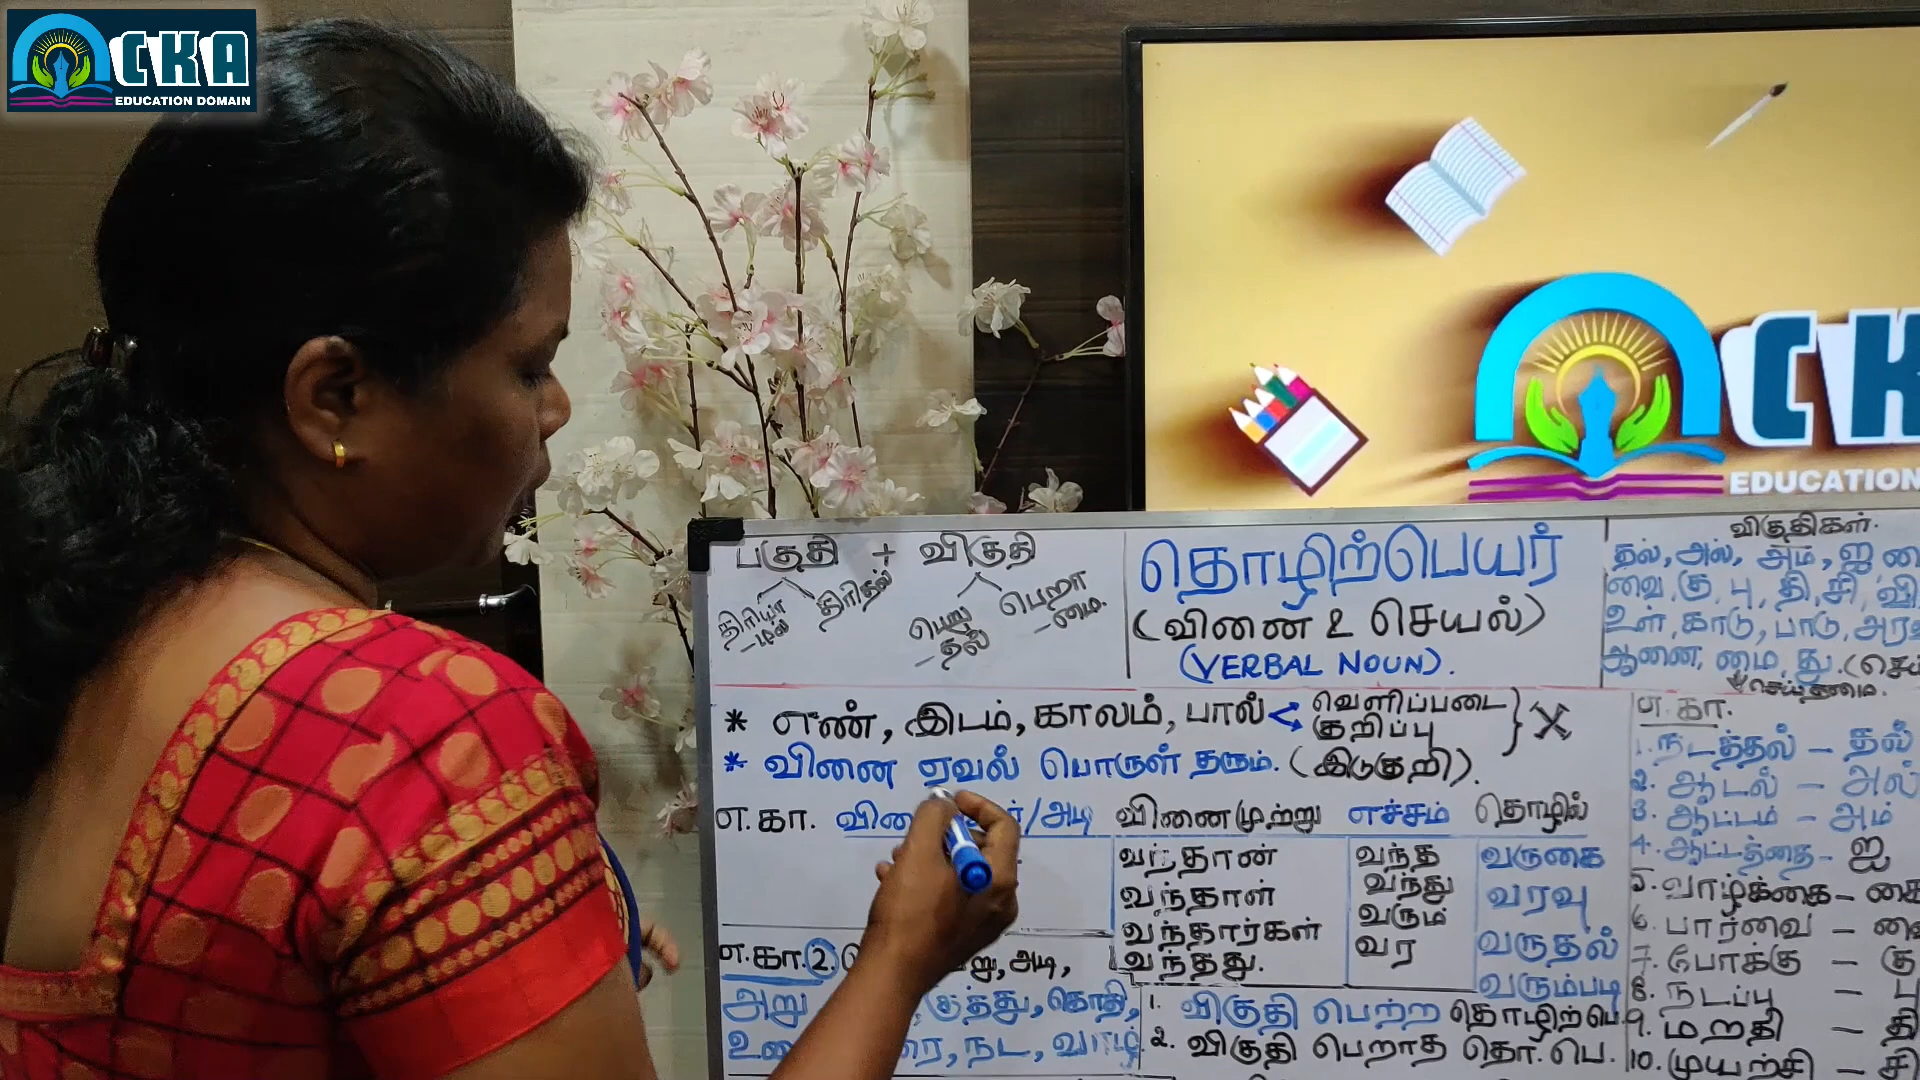 CKA
EDUCATION DOMAIN
CK
EDUCATION
பகுதி + விகுதி
திரிதல்
பெறு
தல்
பெறா
மை.
தொழிற்பெயர்
(வினை 2 செயல்)
(VERBAL NOUN).
விகுதிகள்.
தல், அல், அம், ஐ
வை, கு, பு, தி, சி, வி
உள், காடு, பாடு,
ஆனை, மை, து.
* எண், இடம், காலம், பால் < வெளிப்படை
குறிப்பு } X
* வினை ஏவல் பொருள் தரும். (இடுகுறி).
எ.கா. /அடி வினைமுற்று எச்சம் தொழில்
வந்தான் வந்த வருகை
வந்தாள் வந்து வரவு
வந்தார்கள் வரும் வருதல்
வந்தது. வர வரும்படி
எ.கா. 2. அடி,
அறு குத்து, கொதி,
நட, வாழ்
1. விகுதி பெற்ற தொழிற்பெ.
2. விகுதி பெறாத தொ. பெ.
எ.கா.
1. நடத்தல் – தல்
2. ஆடல் – அல்
3. ஆட்டம் – அம்
4. ஆட்டத்தை – ஐ
5. வாழ்க்கை – கை
6. பார்வை – வை
7. போக்கு – கு
8. நடப்பு – பு
9. மறதி – தி
10. முயற்சி – சி